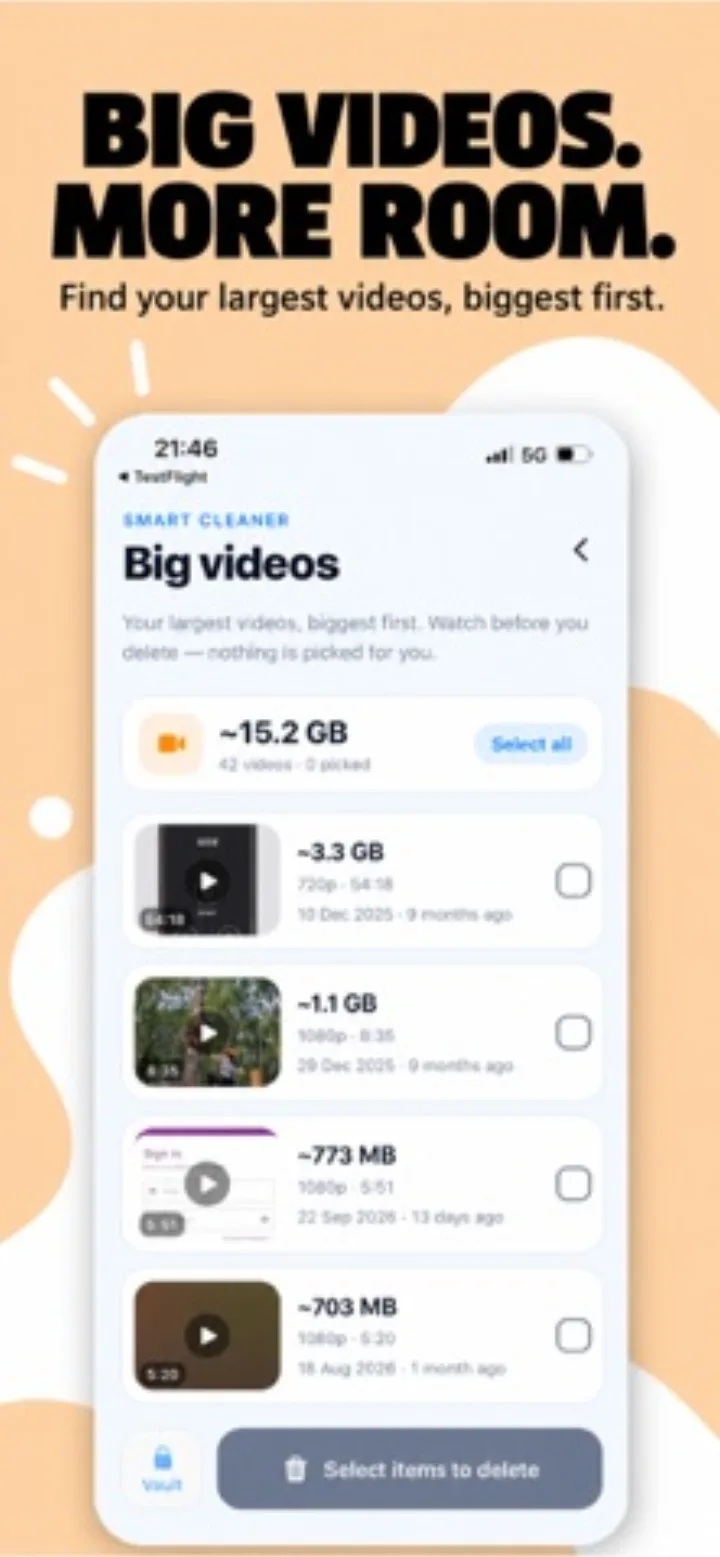 BIG VIDEOS.
MORE ROOM.
Find your largest videos, biggest first.
21:46
5G
◀ TestFlight
SMART CLEANER
Big videos
Your largest videos, biggest first. Watch before you
delete — nothing is picked for you.
~15.2 GB
42 videos · 0 picked
Select all
~3.3 GB
720p · 54:18
10 Dec 2025 · 9 months ago
54:18
~1.1 GB
1080p · 8:35
29 Dec 2025 · 9 months ago
8:35
Sign in
~773 MB
1080p · 5:51
22 Sep 2026 · 13 days ago
5:51
~703 MB
1080p · 5:20
18 Aug 2026 · 1 month ago
5:20
Vault
Select items to delete